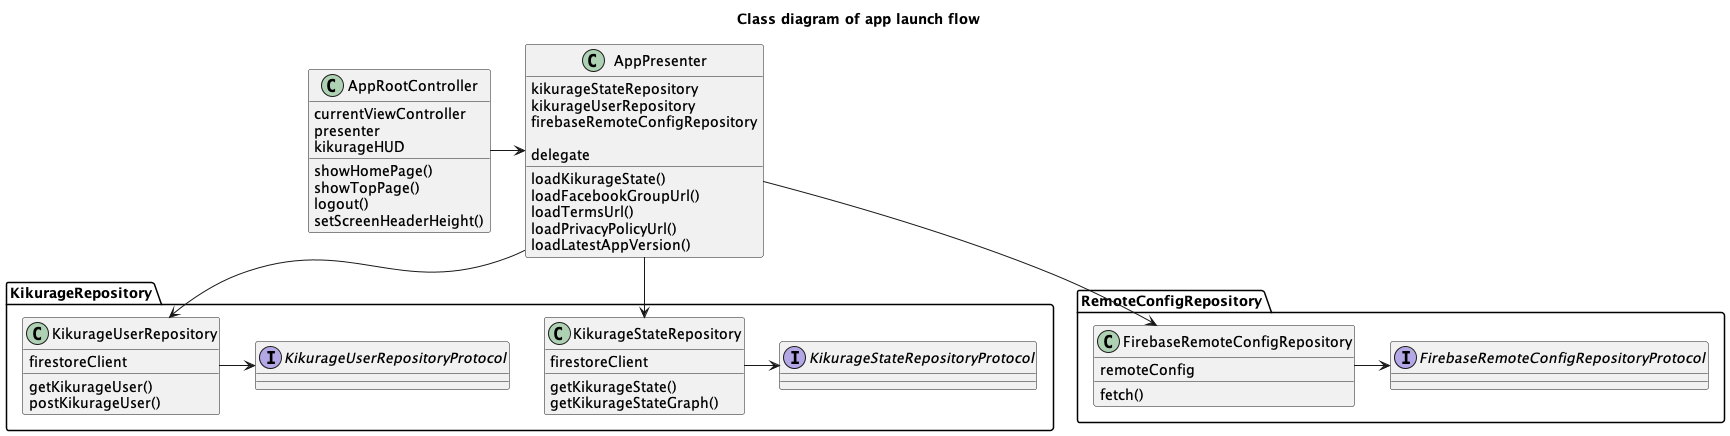 Class diagram of app launch flow
C AppRootController
currentViewController
presenter
kikurageHUD
showHomePage()
showTopPage()
logout()
setScreenHeaderHeight()
C AppPresenter
kikurageStateRepository
kikurageUserRepository
firebaseRemoteConfigRepository
delegate
loadKikurageState()
loadFacebookGroupUrl()
loadTermsUrl()
loadPrivacyPolicyUrl()
loadLatestAppVersion()
KikurageRepository
C KikurageUserRepository
firestoreClient
getKikurageUser()
postKikurageUser()
I KikurageUserRepositoryProtocol
C KikurageStateRepository
firestoreClient
getKikurageState()
getKikurageStateGraph()
I KikurageStateRepositoryProtocol
RemoteConfigRepository
C FirebaseRemoteConfigRepository
remoteConfig
fetch()
I FirebaseRemoteConfigRepositoryProtocol